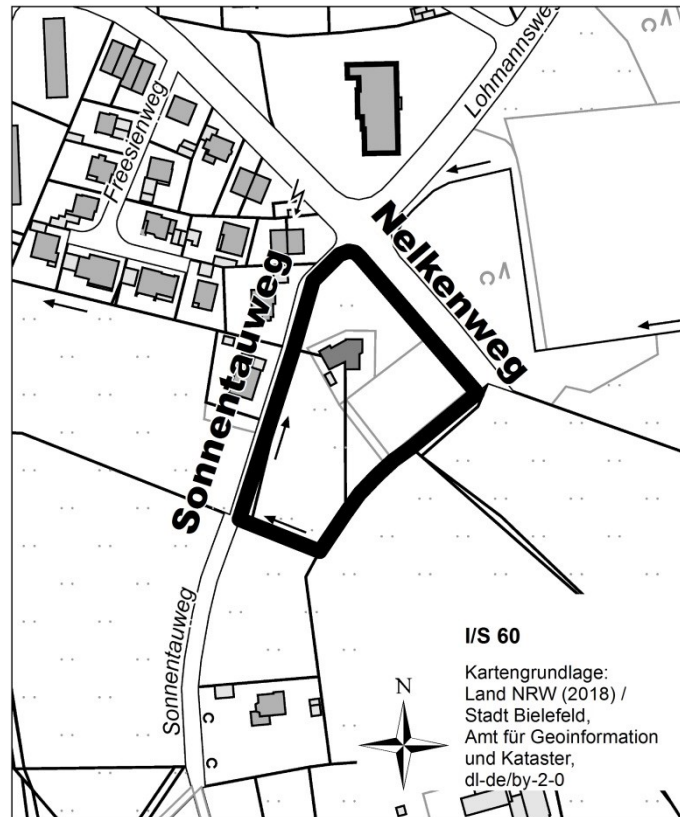 Lohmannsweg
Freesienweg
Nelkenweg
Sonnentauweg
Sonnentauweg
I/S 60
Kartengrundlage:
Land NRW (2018) /
Stadt Bielefeld,
Amt für Geoinformation
und Kataster,
dl-de/by-2-0
N